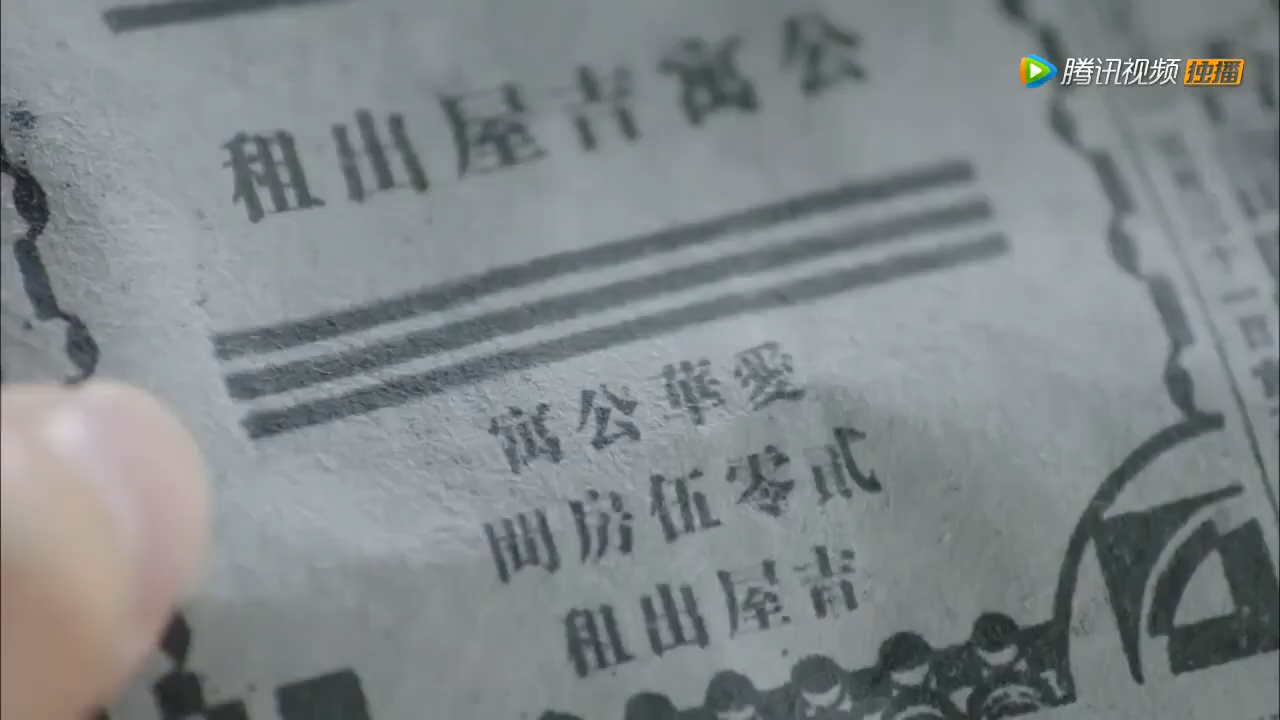 腾讯视频 独播
公寓吉屋出租
愛華公寓
貳零伍房間
吉屋出租